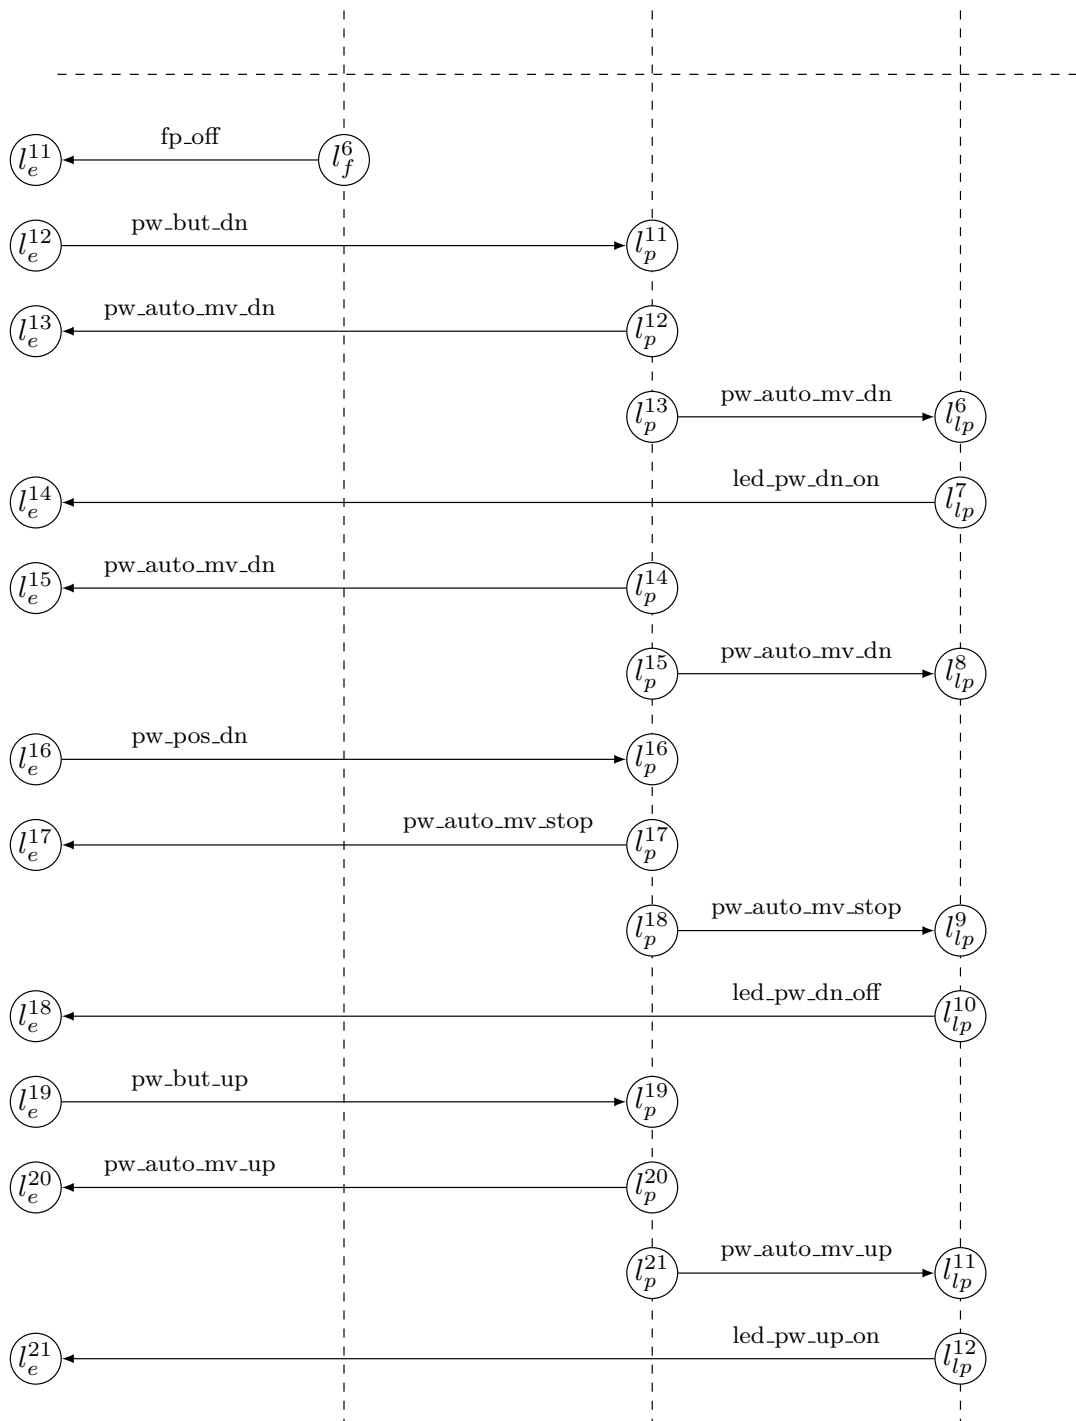 fp_off
l_e^11 l_f^6
pw_but_dn
l_e^12 l_p^11
pw_auto_mv_dn
l_e^13 l_p^12
pw_auto_mv_dn
l_p^13 l_lp^6
led_pw_dn_on
l_e^14 l_lp^7
pw_auto_mv_dn
l_e^15 l_p^14
pw_auto_mv_dn
l_p^15 l_lp^8
pw_pos_dn
l_e^16 l_p^16
pw_auto_mv_stop
l_e^17 l_p^17
pw_auto_mv_stop
l_p^18 l_lp^9
led_pw_dn_off
l_e^18 l_lp^10
pw_but_up
l_e^19 l_p^19
pw_auto_mv_up
l_e^20 l_p^20
pw_auto_mv_up
l_p^21 l_lp^11
led_pw_up_on
l_e^21 l_lp^12